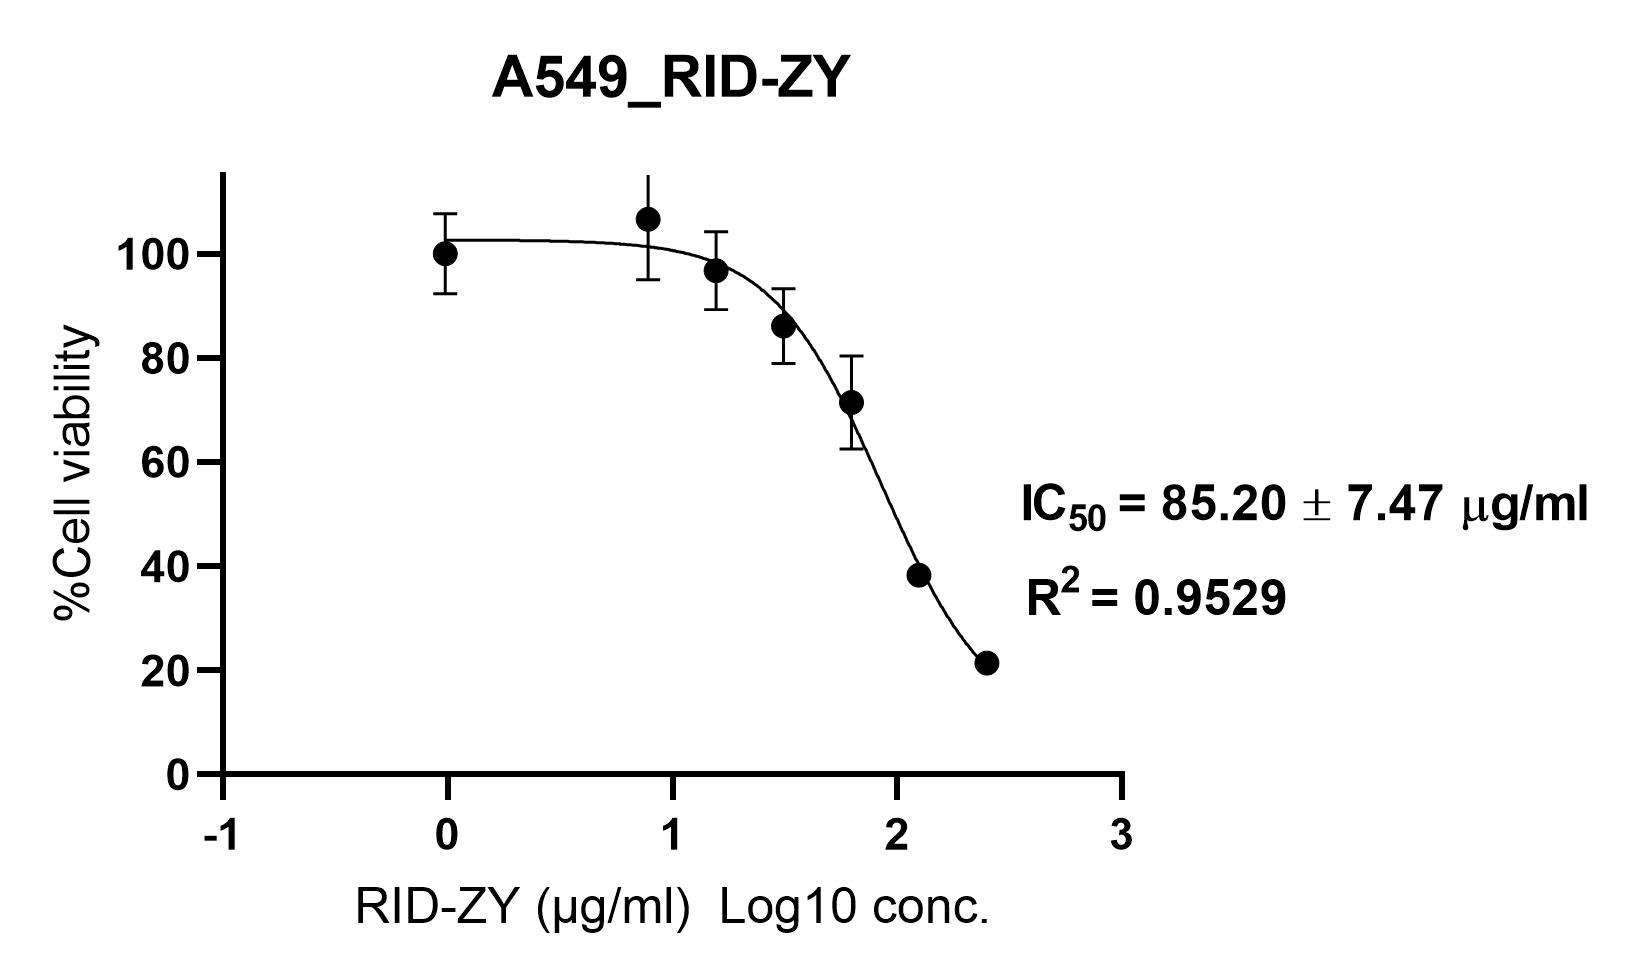 A549_RID-ZY
100
80
60
40
20
0
%Cell viability
-1 0 1 2 3
RID-ZY (µg/ml) Log10 conc.
IC50 = 85.20 ± 7.47 µg/ml
R2 = 0.9529